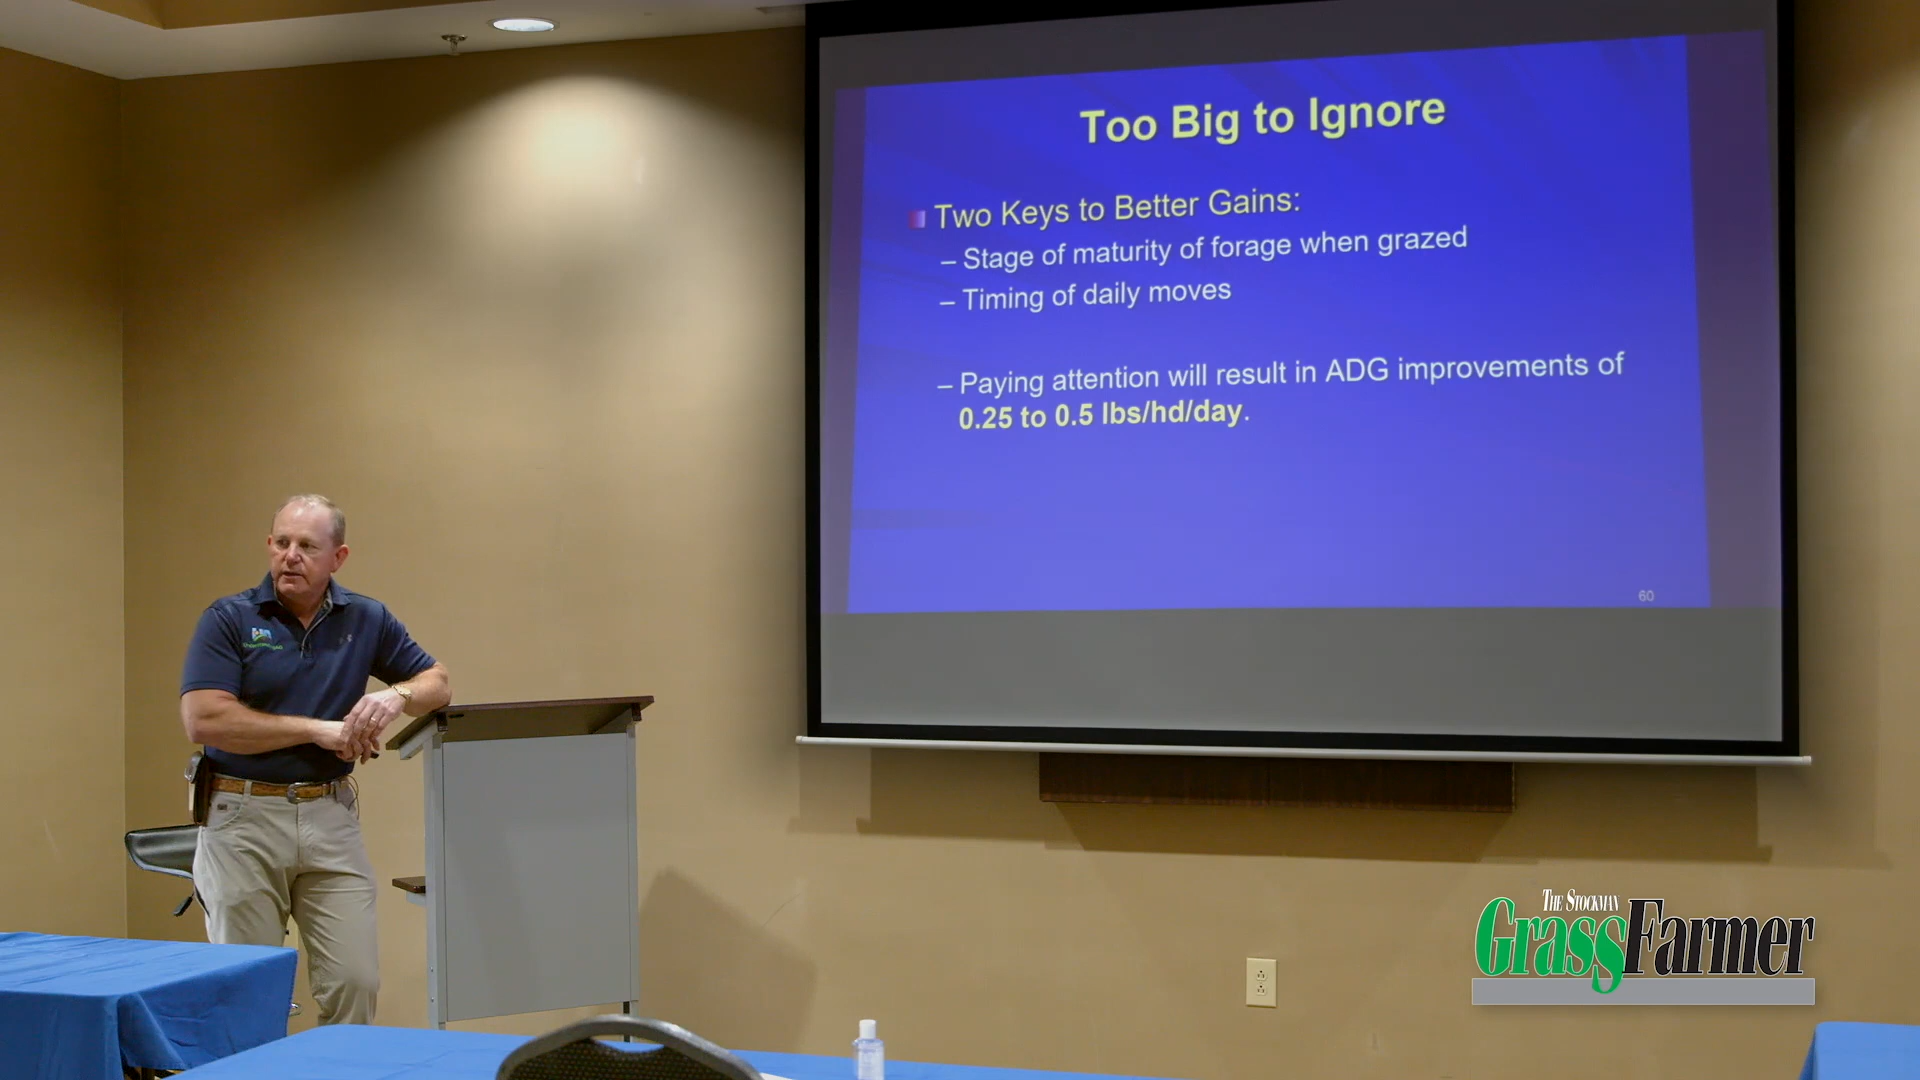 Too Big to Ignore
Two Keys to Better Gains:
– Stage of maturity of forage when grazed
– Timing of daily moves
– Paying attention will result in ADG improvements of
0.25 to 0.5 lbs/hd/day.
60
THE STOCKMAN
GrassFarmer